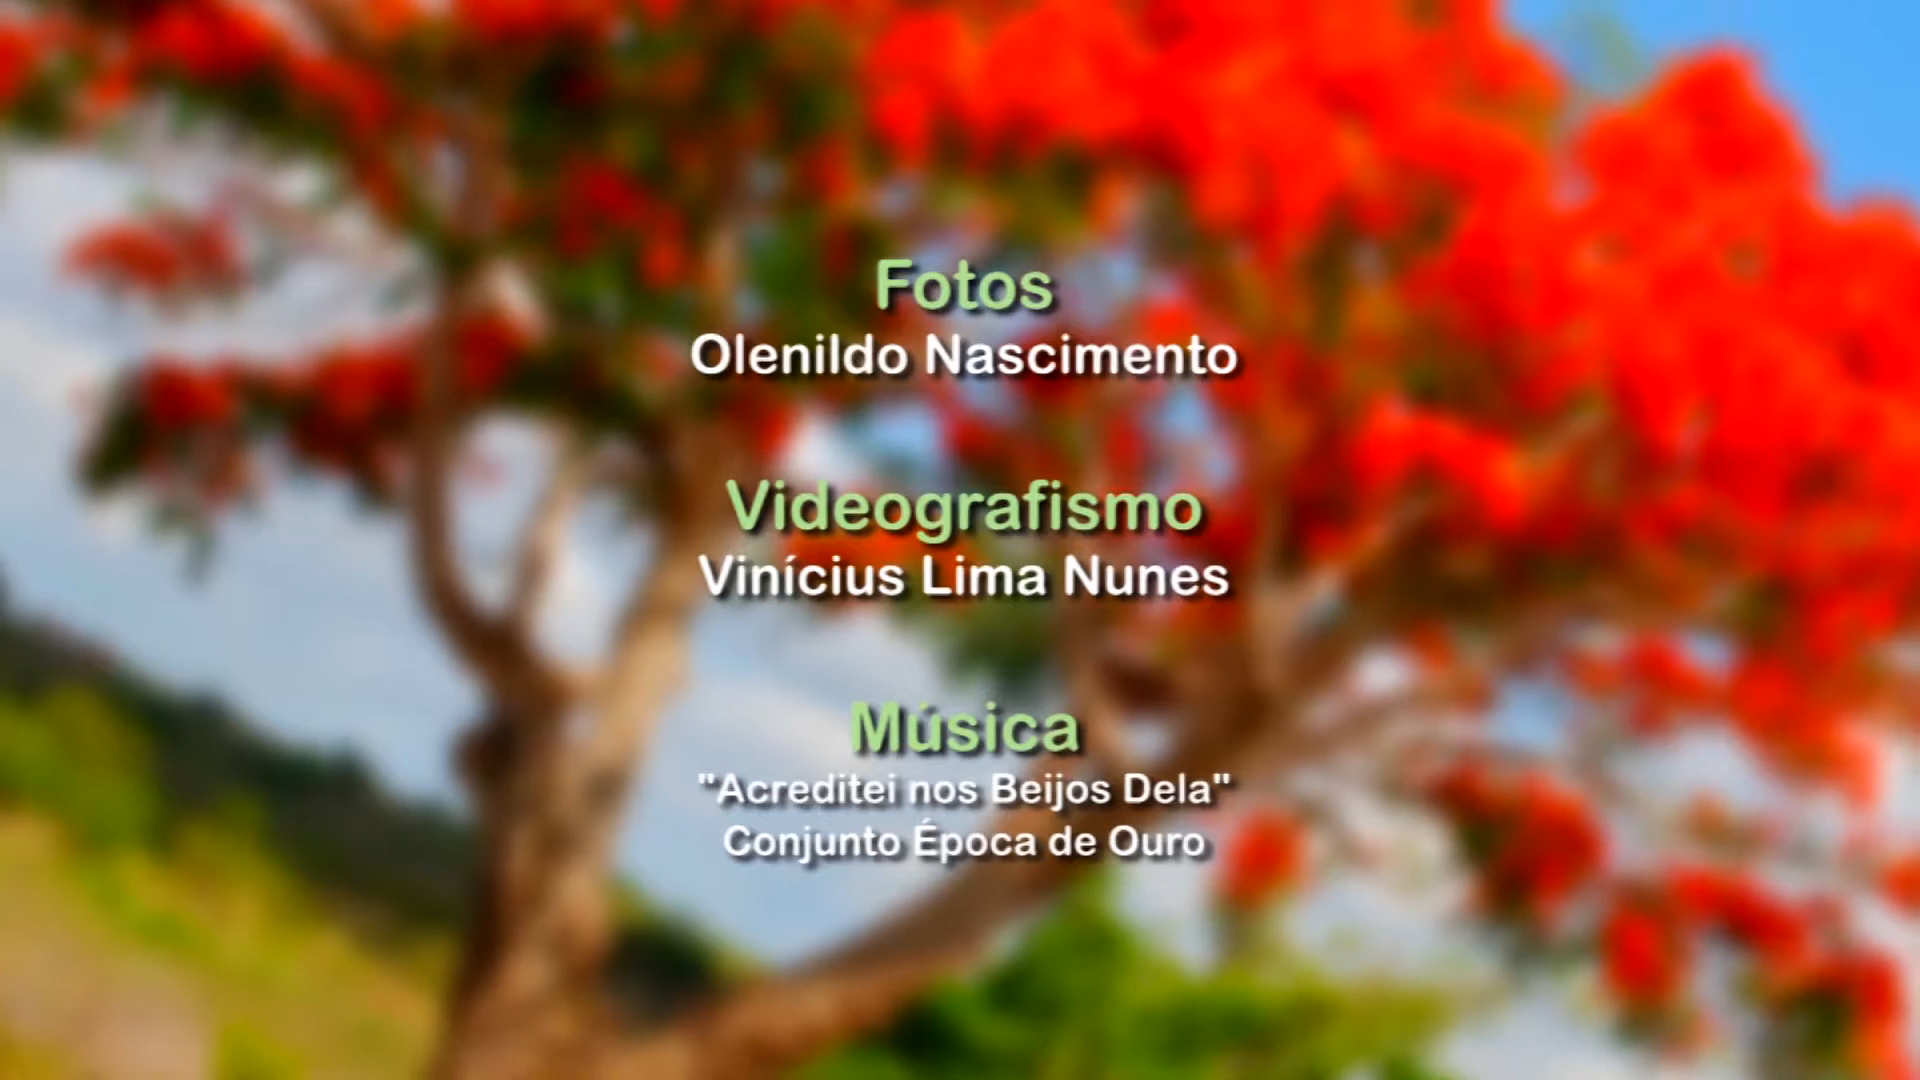 Fotos
Olenildo Nascimento
Videografismo
Vinícius Lima Nunes
Música
"Acreditei nos Beijos Dela"
Conjunto Época de Ouro